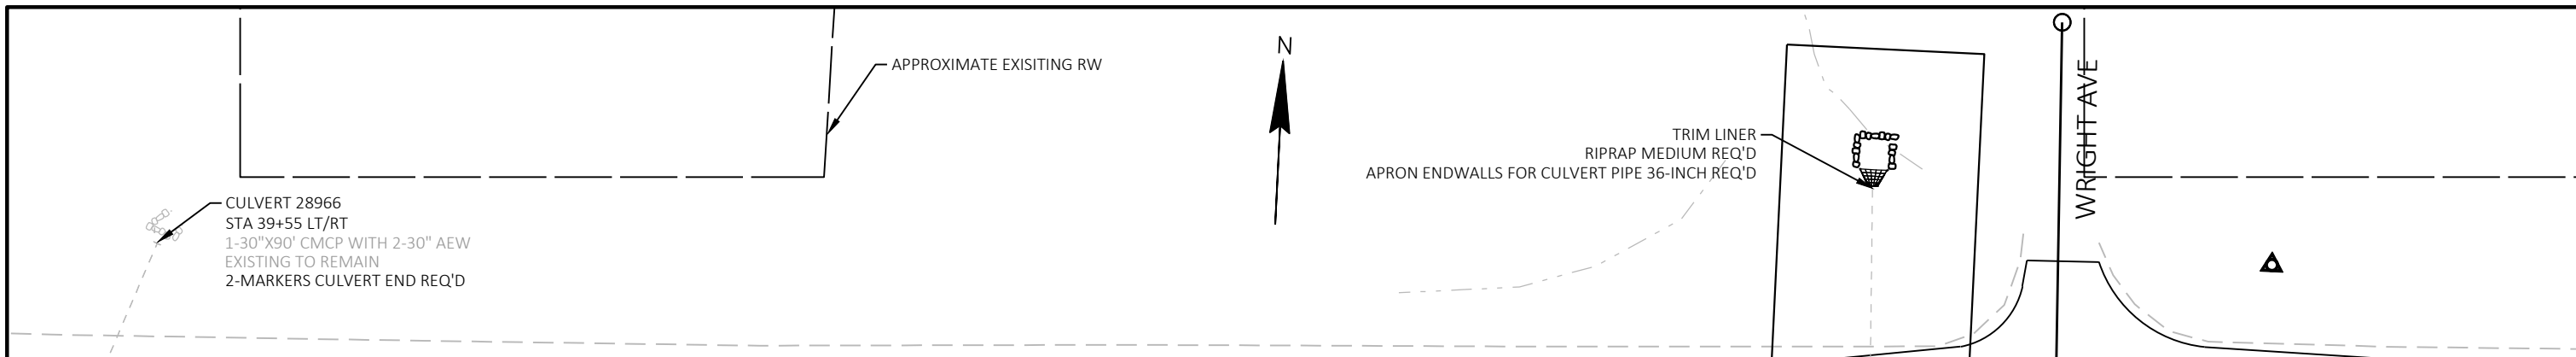 N
APPROXIMATE EXISITING RW
TRIM LINER
RIPRAP MEDIUM REQ'D
APRON ENDWALLS FOR CULVERT PIPE 36-INCH REQ'D
WRIGHT AVE
CULVERT 28966
STA 39+55 LT/RT
1-30"X90' CMCP WITH 2-30" AEW
EXISTING TO REMAIN
2-MARKERS CULVERT END REQ'D